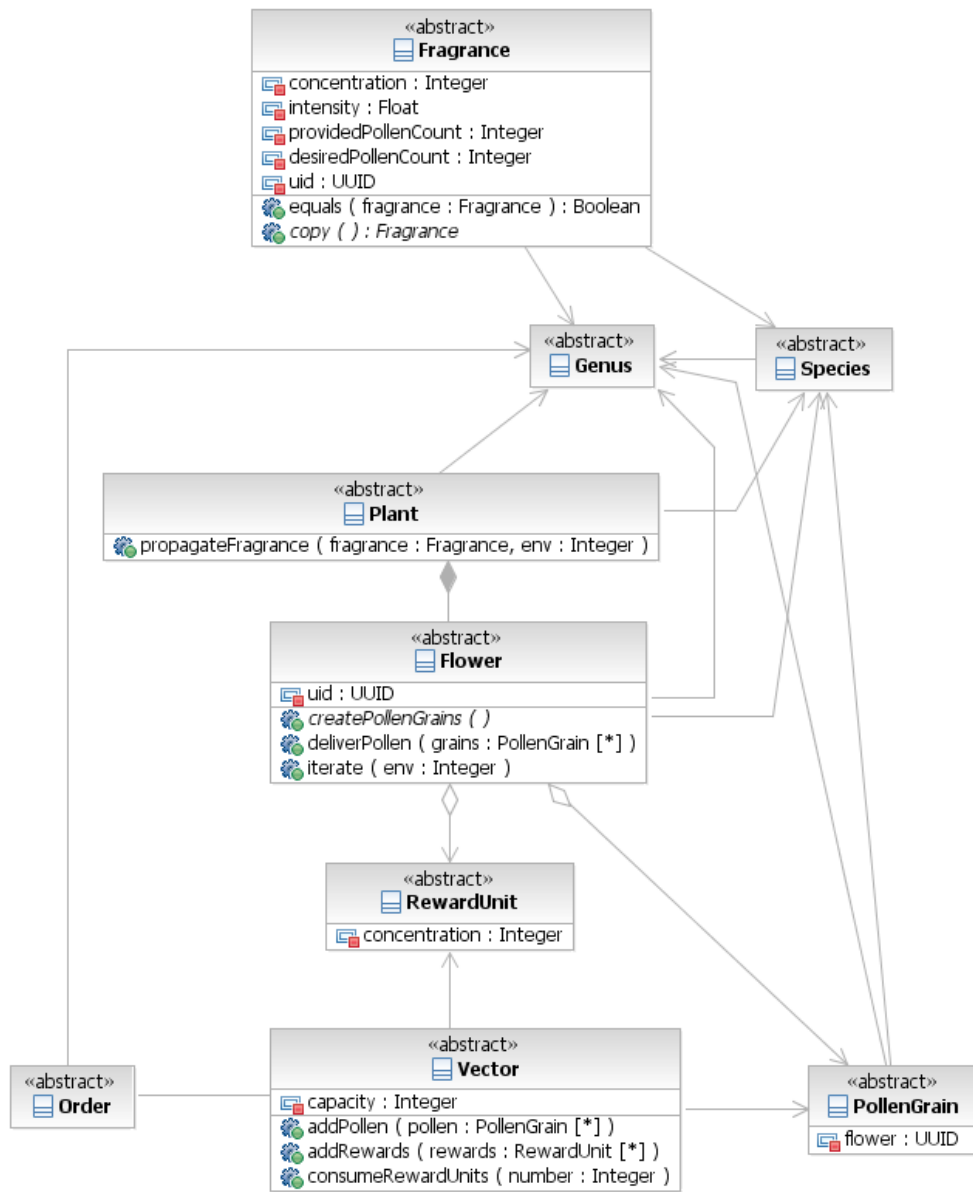 «abstract»
Fragrance
concentration : Integer
intensity : Float
providedPollenCount : Integer
desiredPollenCount : Integer
uid : UUID
equals ( fragrance : Fragrance ) : Boolean
copy ( ) : Fragrance
«abstract»
Genus
«abstract»
Species
«abstract»
Plant
propagateFragrance ( fragrance : Fragrance, env : Integer )
«abstract»
Flower
uid : UUID
createPollenGrains ( )
deliverPollen ( grains : PollenGrain [*] )
iterate ( env : Integer )
«abstract»
RewardUnit
concentration : Integer
«abstract»
Order
«abstract»
Vector
capacity : Integer
addPollen ( pollen : PollenGrain [*] )
addRewards ( rewards : RewardUnit [*] )
consumeRewardUnits ( number : Integer )
«abstract»
PollenGrain
flower : UUID